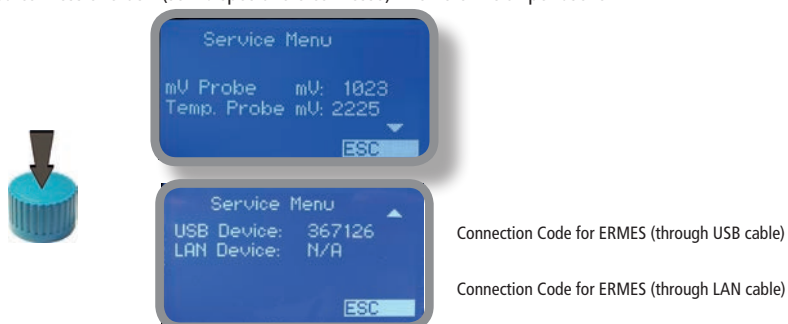 Service Menu
mV Probe mV: 1023
Temp. Probe mV: 2225
ESC
Service Menu
USB Device: 367126
LAN Device: N/A
ESC
Connection Code for ERMES (through USB cable)
Connection Code for ERMES (through LAN cable)